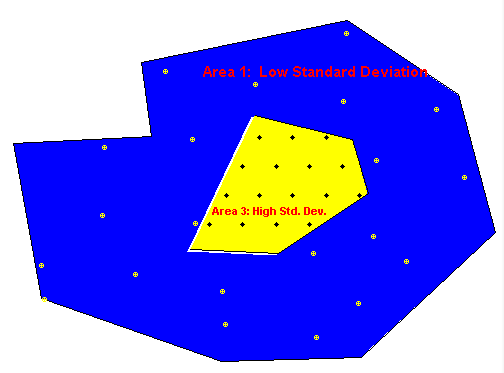 Area 1: Low Standard Deviation
Area 3: High Std. Dev.